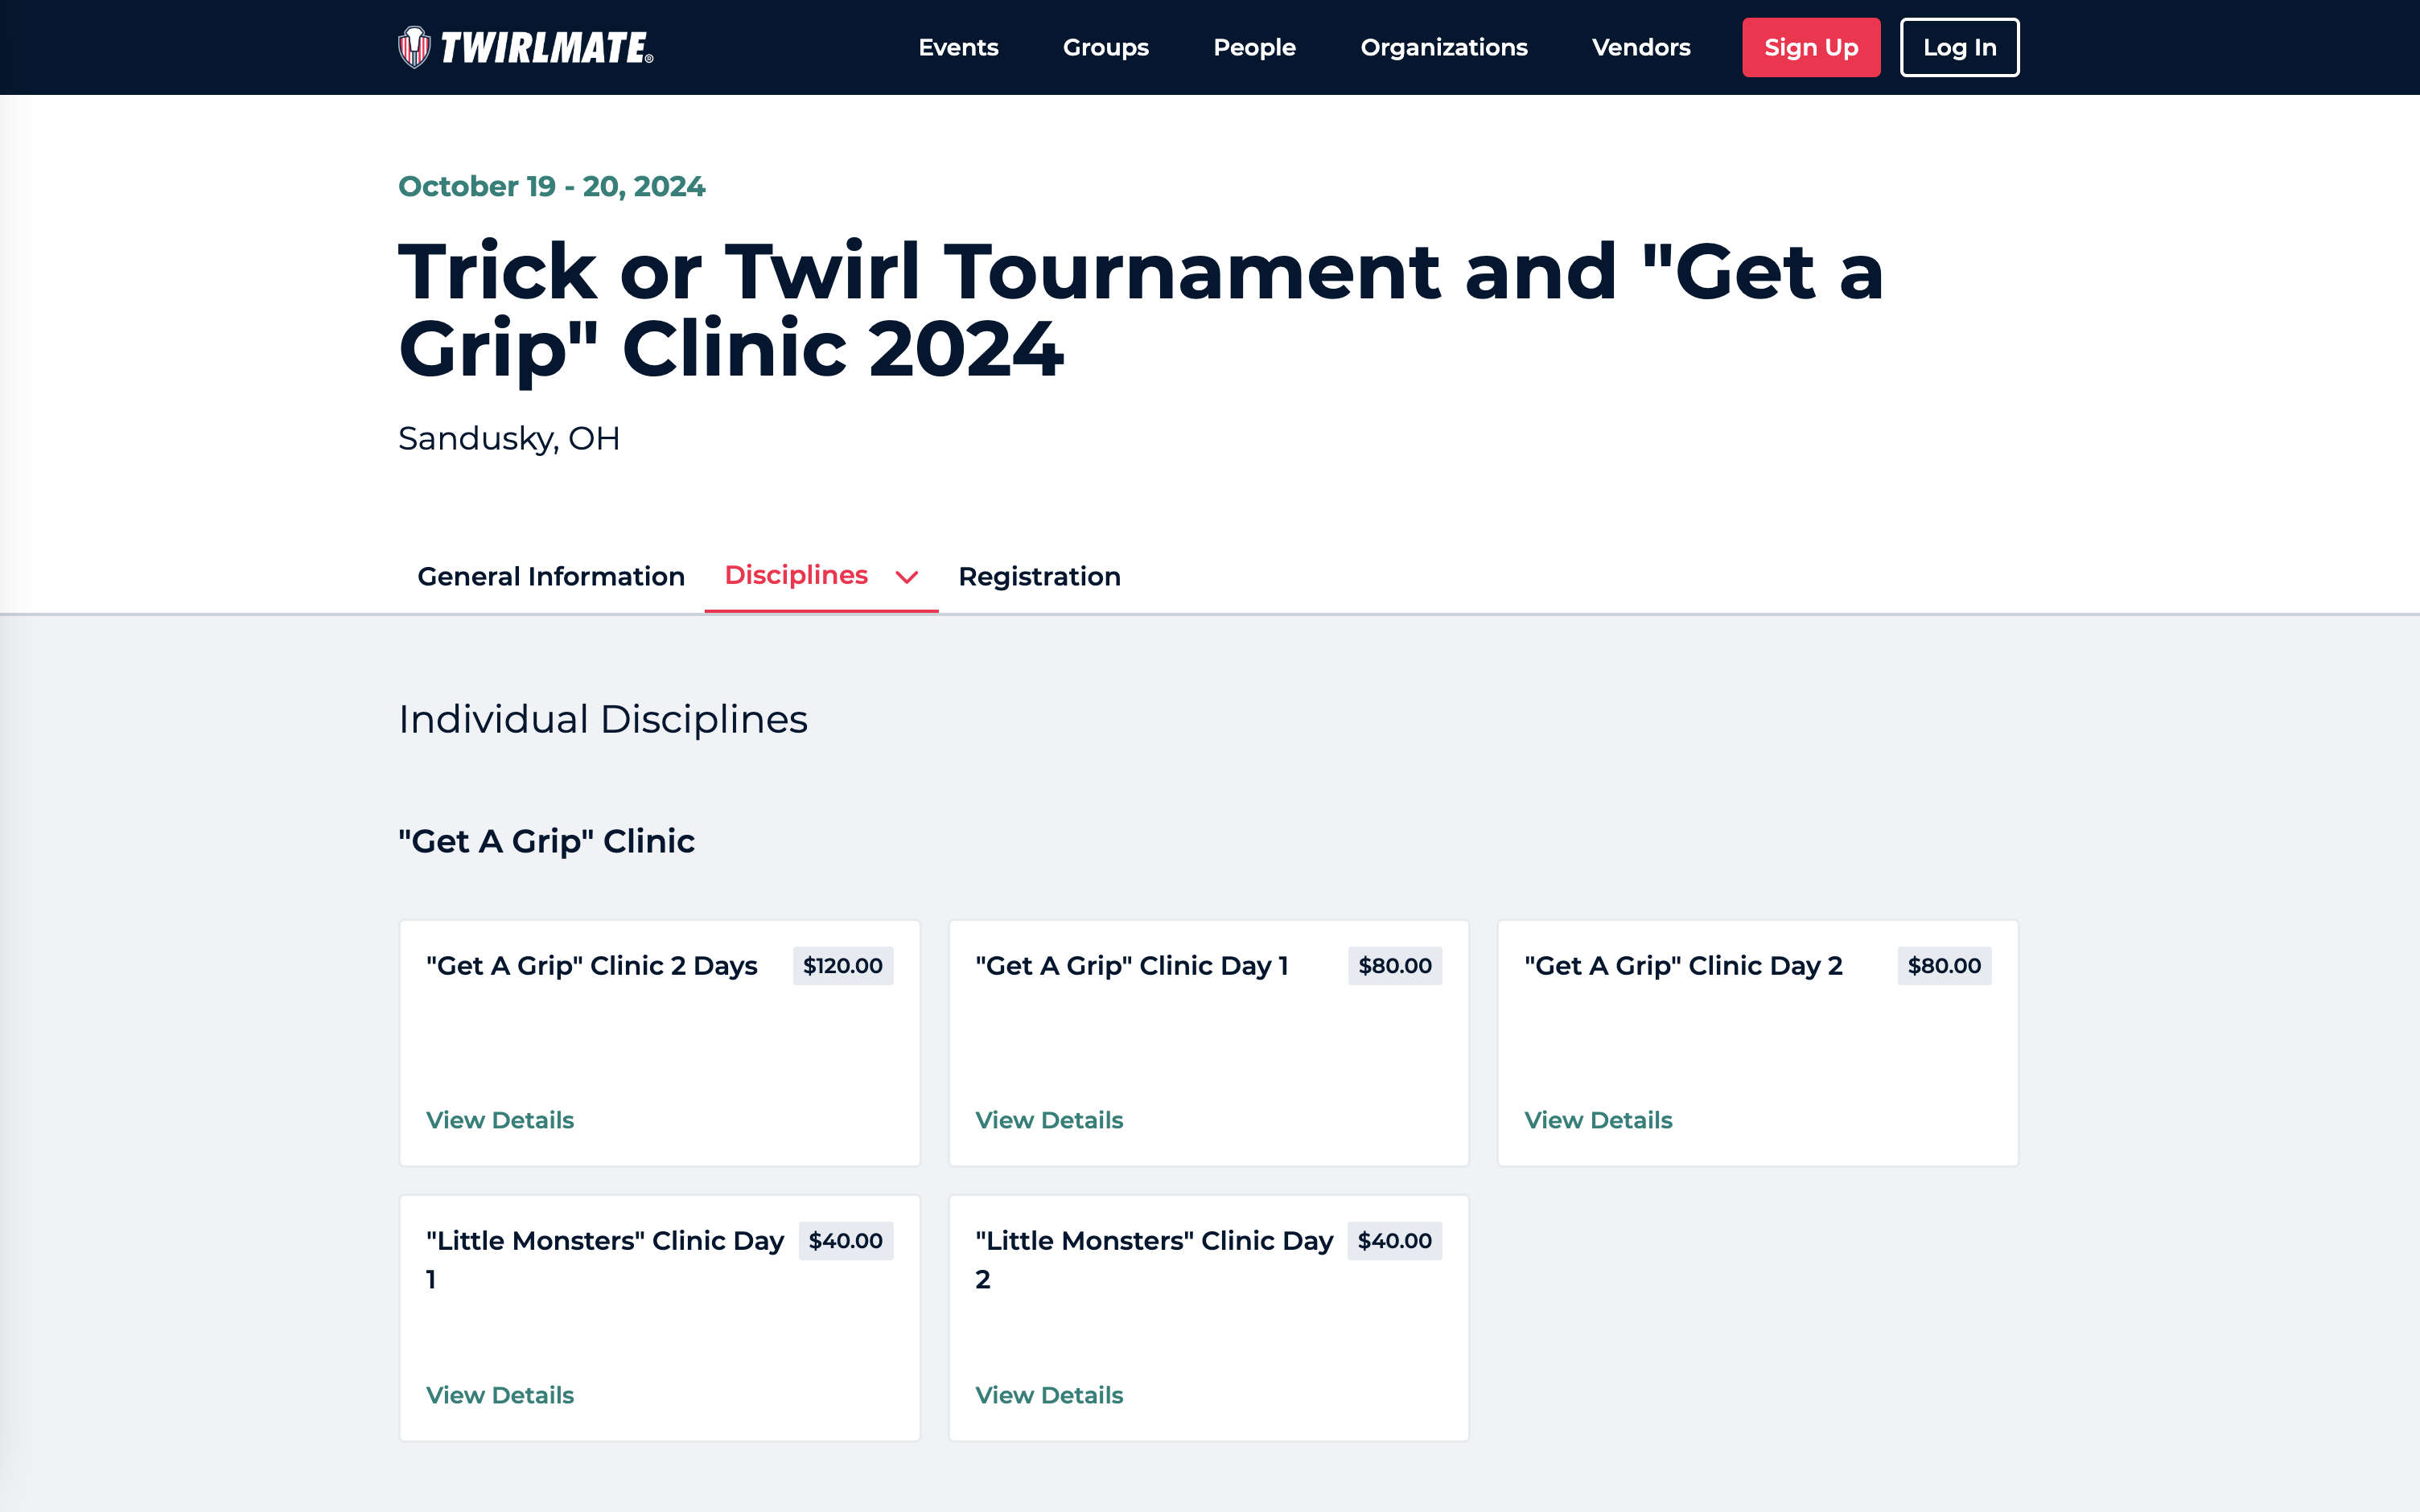 TWIRLMATE®
Events
Groups
People
Organizations
Vendors
Sign Up
Log In
October 19 - 20, 2024
Trick or Twirl Tournament and "Get a
Grip" Clinic 2024
Sandusky, OH
General Information
Disciplines
Registration
Individual Disciplines
"Get A Grip" Clinic
"Get A Grip" Clinic 2 Days
$120.00
View Details
"Get A Grip" Clinic Day 1
$80.00
View Details
"Get A Grip" Clinic Day 2
$80.00
View Details
"Little Monsters" Clinic Day
1
$40.00
View Details
"Little Monsters" Clinic Day
2
$40.00
View Details